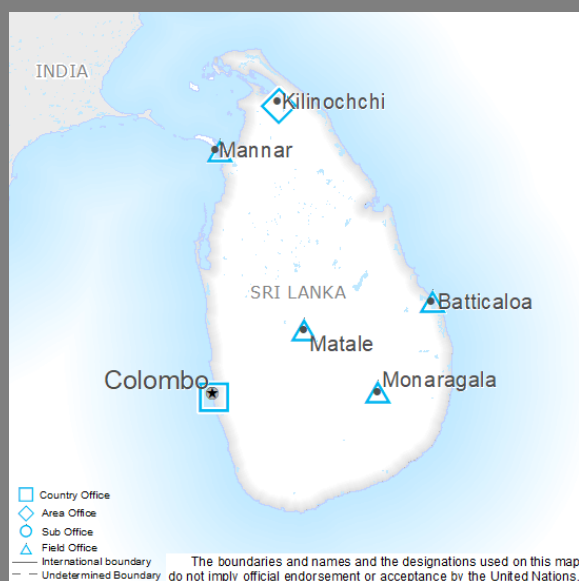 INDIA
Kilinochchi
Mannar
SRI LANKA
Batticaloa
Matale
Colombo
Monaragala
Country Office
Area Office
Sub Office
Field Office
International boundary
Undetermined Boundary
The boundaries and names and the designations used on this map
do not imply official endorsement or acceptance by the United Nations.